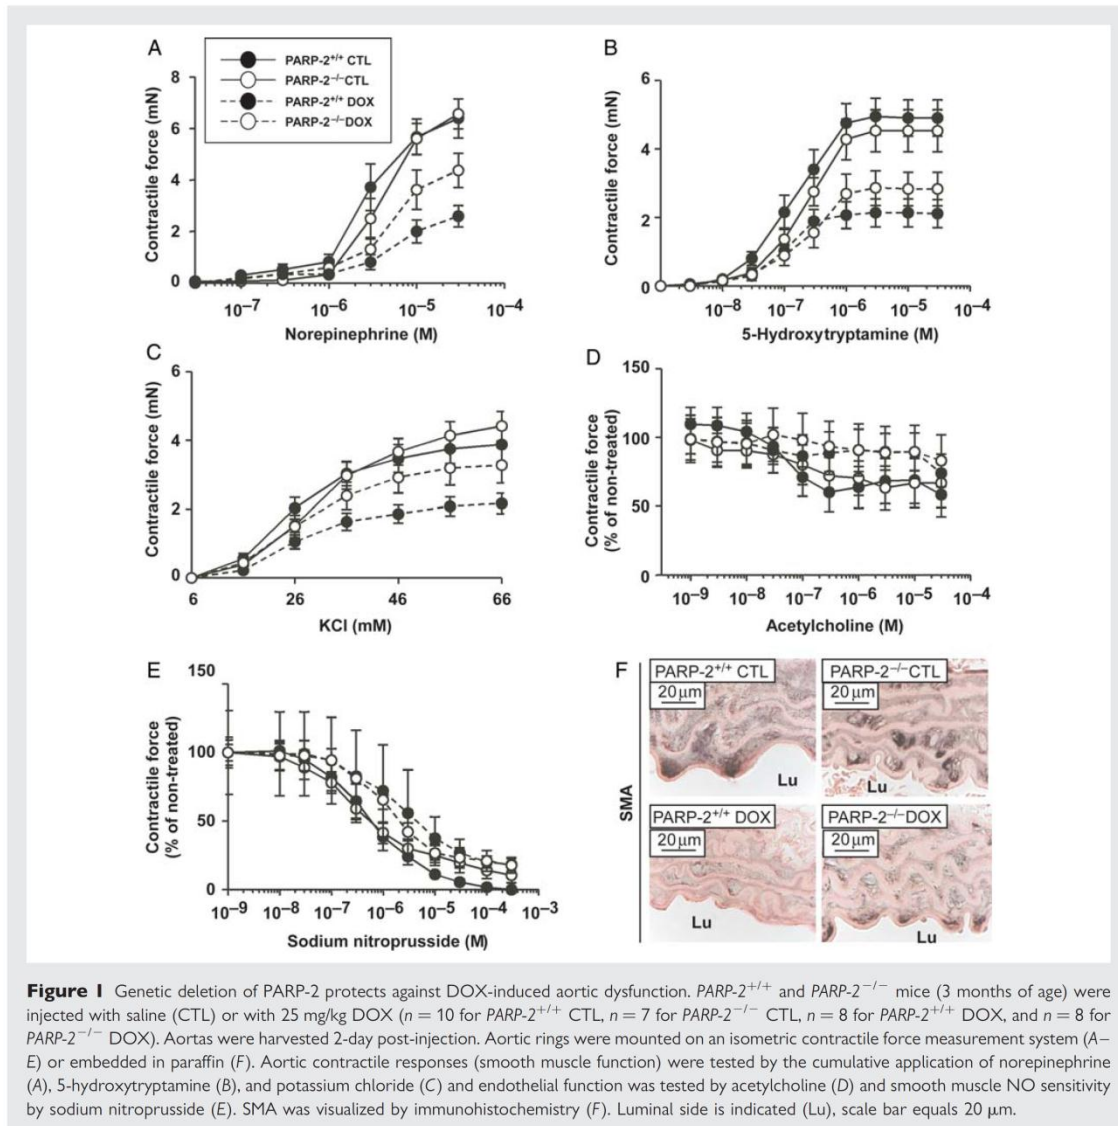 A
PARP-2+/+ CTL
PARP-2−/− CTL
PARP-2+/+ DOX
PARP-2−/− DOX
Contractile force (mN)
8
6
4
2
0
10−7
10−6
10−5
10−4
Norepinephrine (M)
B
Contractile force (mN)
6
4
2
0
10−8
10−7
10−6
10−5
10−4
5-Hydroxytryptamine (M)
C
Contractile force (mN)
6
4
2
0
6
26
46
66
KCl (mM)
D
Contractile force
(% of non-treated)
150
100
50
0
10−9
10−8
10−7
10−6
10−5
10−4
Acetylcholine (M)
E
Contractile force
(% of non-treated)
150
100
50
0
10−9
10−8
10−7
10−6
10−5
10−4
10−3
Sodium nitroprusside (M)
F
SMA
PARP-2+/+ CTL
20 μm
Lu
PARP-2−/− CTL
20 μm
Lu
PARP-2+/+ DOX
20 μm
Lu
PARP-2−/− DOX
20 μm
Lu
Figure 1 Genetic deletion of PARP-2 protects against DOX-induced aortic dysfunction. PARP-2+/+ and PARP-2−/− mice (3 months of age) were
injected with saline (CTL) or with 25 mg/kg DOX (n = 10 for PARP-2+/+ CTL, n = 7 for PARP-2−/− CTL, n = 8 for PARP-2+/+ DOX, and n = 8 for
PARP-2−/− DOX). Aortas were harvested 2-day post-injection. Aortic rings were mounted on an isometric contractile force measurement system (A–
E) or embedded in paraffin (F). Aortic contractile responses (smooth muscle function) were tested by the cumulative application of norepinephrine
(A), 5-hydroxytryptamine (B), and potassium chloride (C) and endothelial function was tested by acetylcholine (D) and smooth muscle NO sensitivity
by sodium nitroprusside (E). SMA was visualized by immunohistochemistry (F). Luminal side is indicated (Lu), scale bar equals 20 μm.